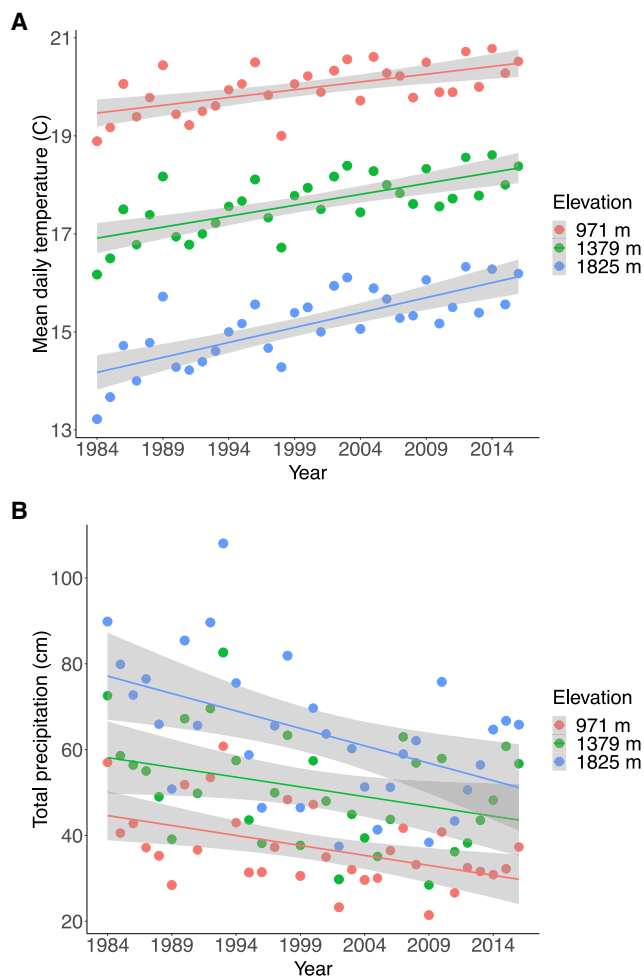 A
Mean daily temperature (C)
21
19
17
15
13
1984 1989 1994 1999 2004 2009 2014
Year
Elevation
971 m
1379 m
1825 m
B
Total precipitation (cm)
100
80
60
40
20
1984 1989 1994 1999 2004 2009 2014
Year
Elevation
971 m
1379 m
1825 m